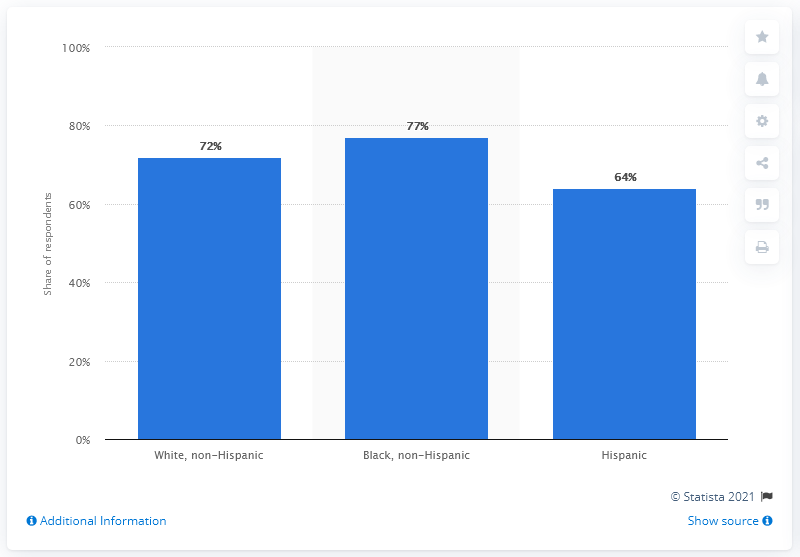 100%
80%
60%
40%
20%
0%
Share of respondents
72%
77%
64%
White, non-Hispanic
Black, non-Hispanic
Hispanic
© Statista 2021
Additional Information
Show source